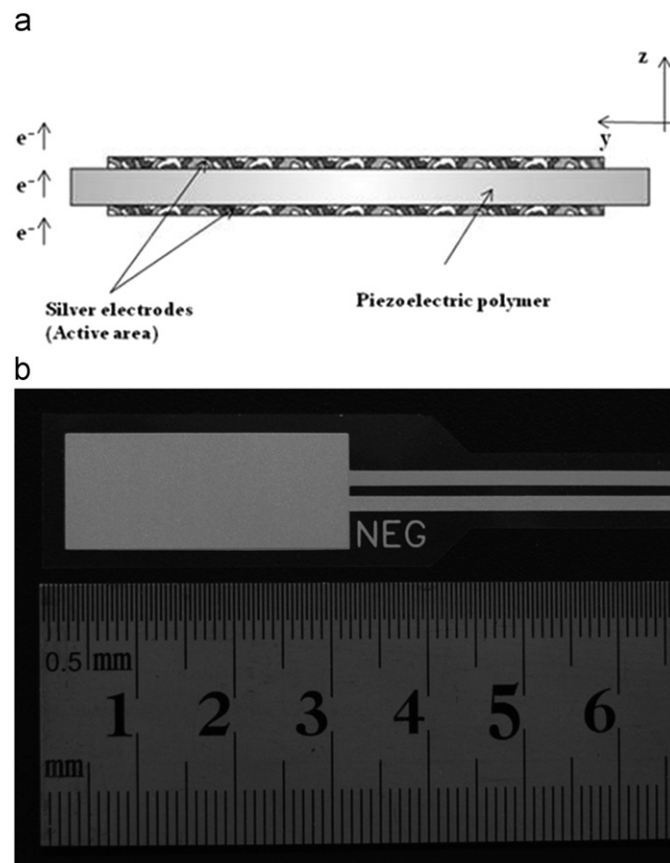 a
z
e⁻↑
y
e⁻↑
e⁻↑
Silver electrodes
(Active area)
Piezoelectric polymer
b
NEG
0.5 mm
1 2 3 4 5 6
mm